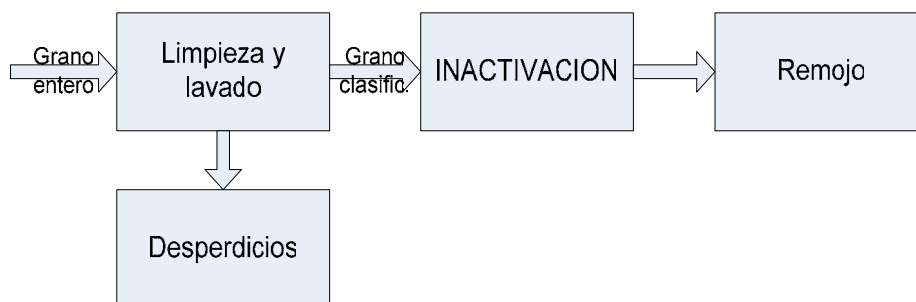 Grano
entero
Limpieza y
lavado
Grano
clasific.
INACTIVACION
Remojo
Desperdicios